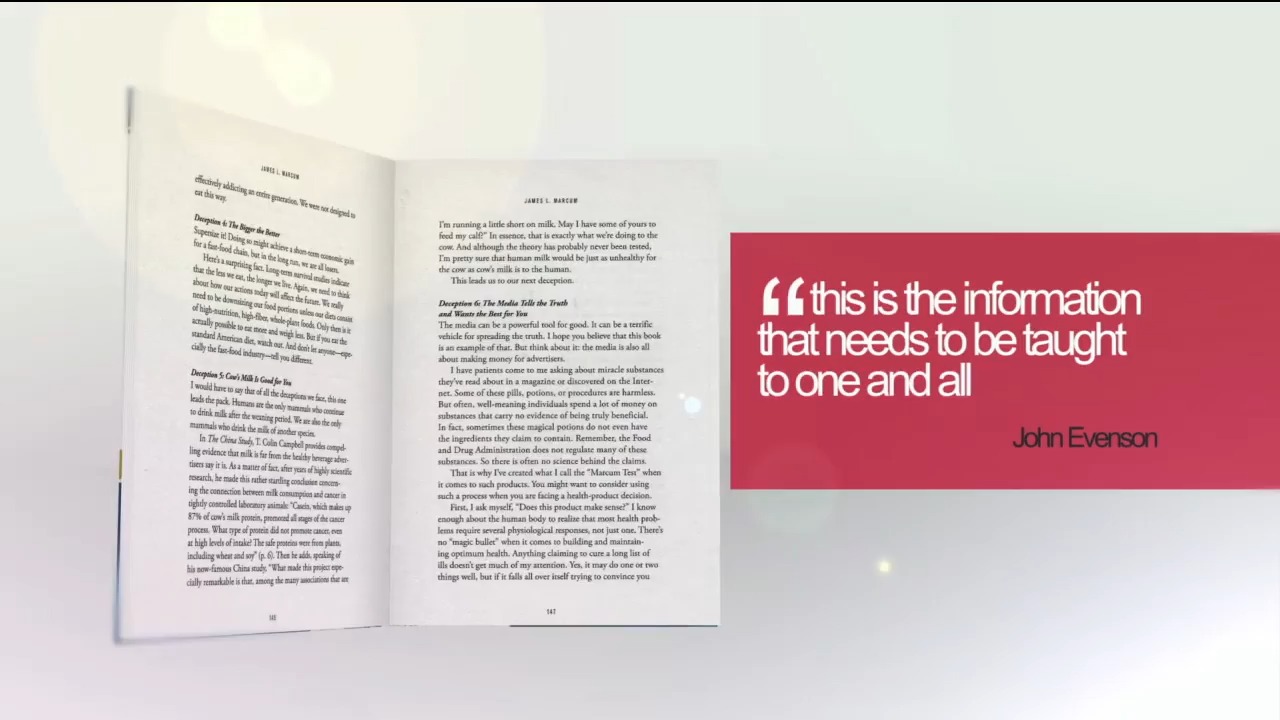 JAMES L. MARCUM
effectively addicting an entire generation. We were not designed to
eat this way.
Deception 4: The Bigger the Better
Supersize it! Doing so might achieve a short-term economic gain
for a fast-food chain, but in the long run, we are all losers.
Here's a surprising fact. Long-term survival studies indicate
that the less we eat, the longer we live. Again, we need to think
about how our actions today will affect the future. We really
need to be downsizing our food portions unless our diets consist
of high-nutrition, high-fiber, whole-plant foods. Only then is it
actually possible to eat more and weigh less. But if you eat the
standard American diet, watch out. And don't let anyone—espe-
cially the fast-food industry—tell you different.
Deception 5: Cow's Milk Is Good for You
I would have to say that of all the deceptions we face, this one
leads the pack. Humans are the only mammals who continue
to drink milk after the weaning period. We are also the only
mammals who drink the milk of another species.
In The China Study, T. Colin Campbell provides compel-
ling evidence that milk is far from the healthy beverage adver-
tisers say it is. As a matter of fact, after years of highly scientific
research, he made this rather startling conclusion concern-
ing the connection between milk consumption and cancer in
tightly controlled laboratory animals: "Casein, which makes up
87% of cow's milk protein, promoted all stages of the cancer
process. What type of protein did not promote cancer, even
at high levels of intake? The safe proteins were from plants,
including wheat and soy" (p. 6). Then he adds, speaking of
his now-famous China study, "What made this project espe-
cially remarkable is that, among the many associations that are
JAMES L. MARCUM
I'm running a little short on milk. May I have some of yours to
feed my calf?" In essence, that is exactly what we're doing to the
cow. And although the theory has probably never been tested,
I'm pretty sure that human milk would be just as unhealthy for
the cow as cow's milk is to the human.
This leads us to our next deception.
Deception 6: The Media Tells the Truth
and Wants the Best for You
The media can be a powerful tool for good. It can be a terrific
vehicle for spreading the truth. I hope you believe that this book
is an example of that. But think about it: the media is also all
about making money for advertisers.
I have patients come to me asking about miracle substances
they've read about in a magazine or discovered on the Inter-
net. Some of these pills, potions, or procedures are harmless.
But often, well-meaning individuals spend a lot of money on
substances that carry no evidence of being truly beneficial.
In fact, sometimes these magical potions do not even have
the ingredients they claim to contain. Remember, the Food
and Drug Administration does not regulate many of these
substances. So there is often no science behind the claims.
That is why I've created what I call the "Marcum Test" when
it comes to such products. You might want to consider using
such a process when you are facing a health-product decision.
First, I ask myself, "Does this product make sense?" I know
enough about the human body to realize that most health prob-
lems require several physiological responses, not just one. There's
no "magic bullet" when it comes to building and maintain-
ing optimum health. Anything claiming to cure a long list of
ills doesn't get much of my attention. Yes, it may do one or two
things well, but if it falls all over itself trying to convince you
147
“this is the information
that needs to be taught
to one and all
John Evenson